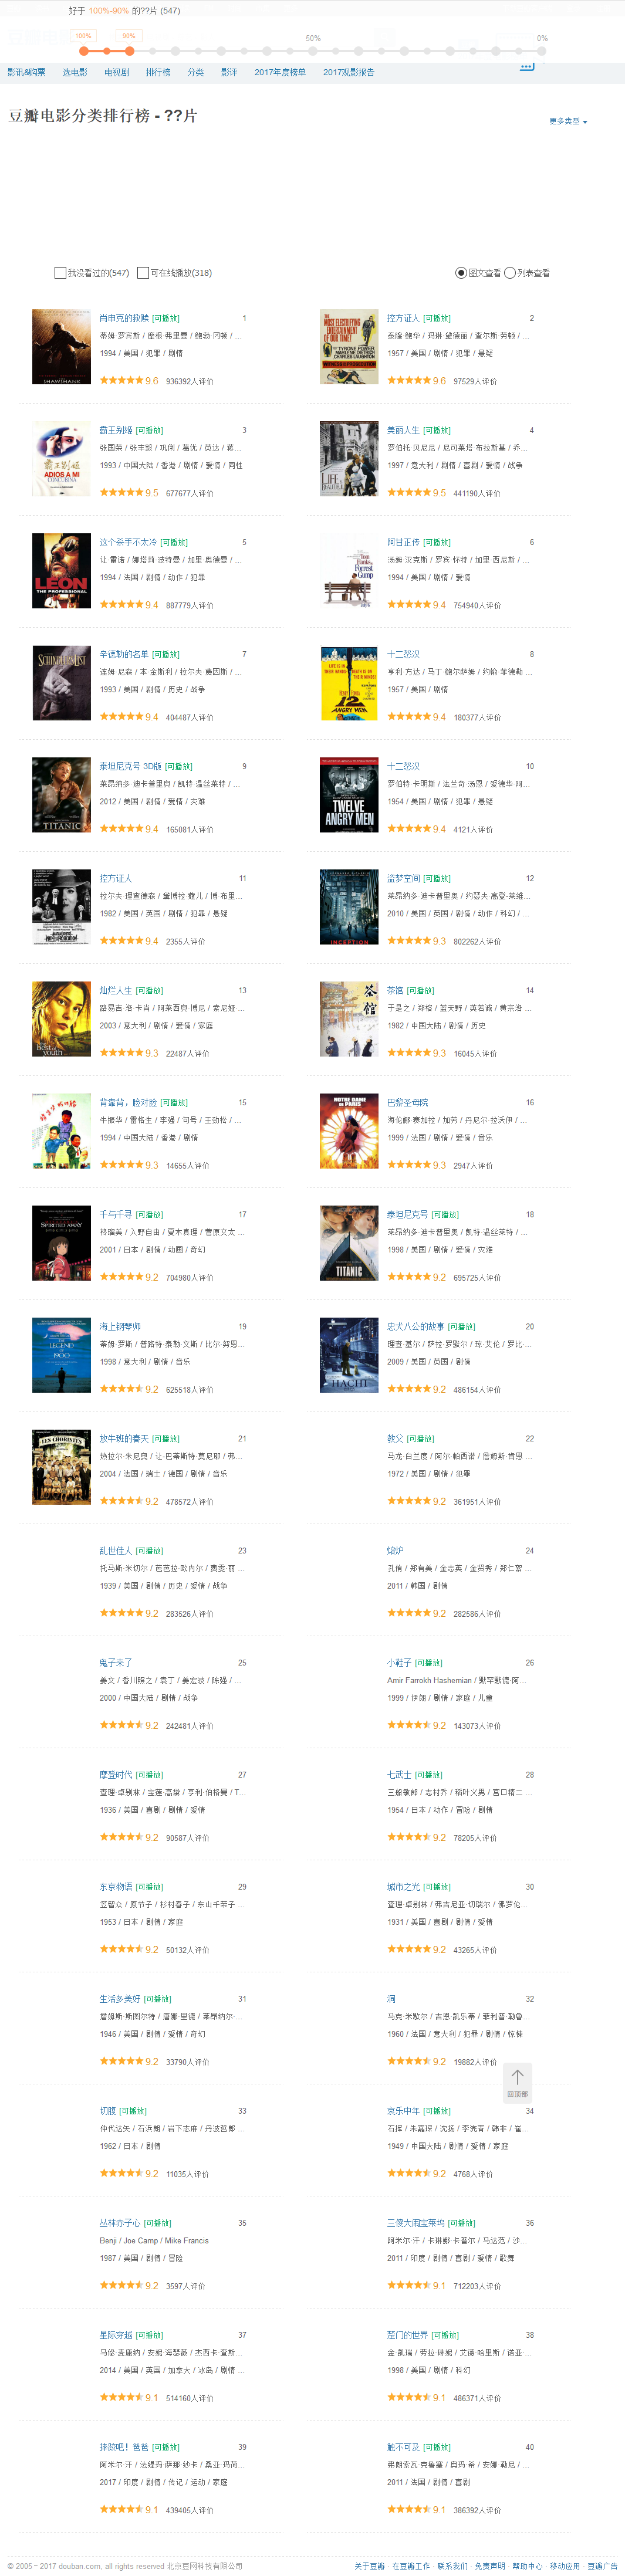 好于 100%-90% 的??片 (547)
100% 90% 50% 0%
影讯&购票 选电影 电视剧 排行榜 分类 影评 2017年度榜单 2017观影报告
豆瓣电影分类排行榜 - ??片
更多类型
我没看过的(547) 可在线播放(318) 图文查看 列表查看
肖申克的救赎 [可播放] 1
蒂姆·罗宾斯 / 摩根·弗里曼 / 鲍勃·冈顿 / ...
1994 / 美国 / 犯罪 / 剧情
9.6 936392人评价
控方证人 [可播放] 2
泰隆·鲍华 / 玛琳·黛德丽 / 查尔斯·劳顿 / ...
1957 / 美国 / 剧情 / 犯罪 / 悬疑
9.6 97529人评价
霸王别姬 [可播放] 3
张国荣 / 张丰毅 / 巩俐 / 葛优 / 英达 / 蒋...
1993 / 中国大陆 / 香港 / 剧情 / 爱情 / 同性
9.5 677677人评价
美丽人生 [可播放] 4
罗伯托·贝尼尼 / 尼可莱塔·布拉斯基 / 乔...
1997 / 意大利 / 剧情 / 喜剧 / 爱情 / 战争
9.5 441190人评价
这个杀手不太冷 [可播放] 5
让·雷诺 / 娜塔莉·波特曼 / 加里·奥德曼 / ...
1994 / 法国 / 剧情 / 动作 / 犯罪
9.4 887779人评价
阿甘正传 [可播放] 6
汤姆·汉克斯 / 罗宾·怀特 / 加里·西尼斯 / ...
1994 / 美国 / 剧情 / 爱情
9.4 754940人评价
辛德勒的名单 [可播放] 7
连姆·尼森 / 本·金斯利 / 拉尔夫·费因斯 / ...
1993 / 美国 / 剧情 / 历史 / 战争
9.4 404487人评价
十二怒汉 8
亨利·方达 / 马丁·鲍尔萨姆 / 约翰·菲德勒 ...
1957 / 美国 / 剧情
9.4 180377人评价
泰坦尼克号 3D版 [可播放] 9
莱昂纳多·迪卡普里奥 / 凯特·温丝莱特 / ...
2012 / 美国 / 剧情 / 爱情 / 灾难
9.4 165081人评价
十二怒汉 10
罗伯特·卡明斯 / 法兰奇·汤恩 / 爱德华·阿...
1954 / 美国 / 剧情 / 犯罪 / 悬疑
9.4 4121人评价
控方证人 11
拉尔夫·理查德森 / 黛博拉·蔻儿 / 博·布里...
1982 / 美国 / 英国 / 剧情 / 犯罪 / 悬疑
9.4 2355人评价
盗梦空间 [可播放] 12
莱昂纳多·迪卡普里奥 / 约瑟夫·高登-莱维...
2010 / 美国 / 英国 / 剧情 / 动作 / 科幻 / ...
9.3 802262人评价
灿烂人生 [可播放] 13
路易吉·洛·卡肖 / 阿莱西奥·博尼 / 索尼娅·...
2003 / 意大利 / 剧情 / 爱情 / 家庭
9.3 22487人评价
茶馆 [可播放] 14
于是之 / 郑榕 / 蓝天野 / 英若诚 / 黄宗洛 ...
1982 / 中国大陆 / 剧情 / 历史
9.3 16045人评价
背靠背，脸对脸 [可播放] 15
牛振华 / 雷恪生 / 李强 / 句号 / 王劲松 / ...
1994 / 中国大陆 / 香港 / 剧情
9.3 14655人评价
巴黎圣母院 16
海伦娜·赛加拉 / 加劳 / 丹尼尔·拉沃伊 / ...
1999 / 法国 / 剧情 / 爱情 / 音乐
9.3 2947人评价
千与千寻 [可播放] 17
柊瑠美 / 入野自由 / 夏木真理 / 菅原文太 ...
2001 / 日本 / 剧情 / 动画 / 奇幻
9.2 704980人评价
泰坦尼克号 [可播放] 18
莱昂纳多·迪卡普里奥 / 凯特·温丝莱特 / ...
1998 / 美国 / 剧情 / 爱情 / 灾难
9.2 695725人评价
海上钢琴师 19
蒂姆·罗斯 / 普路特·泰勒·文斯 / 比尔·努恩...
1998 / 意大利 / 剧情 / 音乐
9.2 625518人评价
忠犬八公的故事 [可播放] 20
理查·基尔 / 萨拉·罗默尔 / 琼·艾伦 / 罗比·...
2009 / 美国 / 英国 / 剧情
9.2 486154人评价
放牛班的春天 [可播放] 21
热拉尔·朱尼奥 / 让-巴蒂斯特·莫尼耶 / 弗...
2004 / 法国 / 瑞士 / 德国 / 剧情 / 音乐
9.2 478572人评价
教父 [可播放] 22
马龙·白兰度 / 阿尔·帕西诺 / 詹姆斯·肯恩 ...
1972 / 美国 / 剧情 / 犯罪
9.2 361951人评价
乱世佳人 [可播放] 23
托马斯·米切尔 / 芭芭拉·欧内尔 / 费雯·丽 ...
1939 / 美国 / 剧情 / 历史 / 爱情 / 战争
9.2 283526人评价
熔炉 24
孔侑 / 郑有美 / 金志英 / 金贤秀 / 郑仁絮 ...
2011 / 韩国 / 剧情
9.2 282586人评价
鬼子来了 25
姜文 / 香川照之 / 袁丁 / 姜宏波 / 陈强 / ...
2000 / 中国大陆 / 剧情 / 战争
9.2 242481人评价
小鞋子 [可播放] 26
Amir Farrokh Hashemian / 默罕默德·阿...
1999 / 伊朗 / 剧情 / 家庭 / 儿童
9.2 143073人评价
摩登时代 [可播放] 27
查理·卓别林 / 宝莲·高黛 / 亨利·伯格曼 / T...
1936 / 美国 / 喜剧 / 剧情 / 爱情
9.2 90587人评价
七武士 [可播放] 28
三船敏郎 / 志村乔 / 稻叶义男 / 宫口精二 ...
1954 / 日本 / 动作 / 冒险 / 剧情
9.2 78205人评价
东京物语 [可播放] 29
笠智众 / 原节子 / 杉村春子 / 东山千荣子 ...
1953 / 日本 / 剧情 / 家庭
9.2 50132人评价
城市之光 [可播放] 30
查理·卓别林 / 弗吉尼亚·切瑞尔 / 佛罗伦...
1931 / 美国 / 喜剧 / 剧情 / 爱情
9.2 43265人评价
生活多美好 [可播放] 31
詹姆斯·斯图尔特 / 唐娜·里德 / 莱昂纳尔·...
1946 / 美国 / 剧情 / 爱情 / 奇幻
9.2 33790人评价
洞 32
马克·米歇尔 / 吉恩·凯乐蒂 / 菲利普·勒鲁...
1960 / 法国 / 意大利 / 犯罪 / 剧情 / 惊悚
9.2 19882人评价
回顶部
切腹 [可播放] 33
仲代达矢 / 石浜朗 / 岩下志麻 / 丹波哲郎 ...
1962 / 日本 / 剧情
9.2 11035人评价
哀乐中年 [可播放] 34
石挥 / 朱嘉琛 / 沈扬 / 李浣青 / 韩非 / 崔...
1949 / 中国大陆 / 剧情 / 爱情 / 家庭
9.2 4768人评价
丛林赤子心 [可播放] 35
Benji / Joe Camp / Mike Francis
1987 / 美国 / 剧情 / 冒险
9.2 3597人评价
三傻大闹宝莱坞 [可播放] 36
阿米尔·汗 / 卡琳娜·卡普尔 / 马达范 / 沙...
2011 / 印度 / 剧情 / 喜剧 / 爱情 / 歌舞
9.1 712203人评价
星际穿越 [可播放] 37
马修·麦康纳 / 安妮·海瑟薇 / 杰西卡·查斯...
2014 / 美国 / 英国 / 加拿大 / 冰岛 / 剧情 ...
9.1 514160人评价
楚门的世界 [可播放] 38
金·凯瑞 / 劳拉·琳妮 / 艾德·哈里斯 / 诺亚·...
1998 / 美国 / 剧情 / 科幻
9.1 486371人评价
摔跤吧！爸爸 [可播放] 39
阿米尔·汗 / 法缇玛·萨那·纱卡 / 桑亚·玛荷...
2017 / 印度 / 剧情 / 传记 / 运动 / 家庭
9.1 439405人评价
触不可及 [可播放] 40
弗朗索瓦·克鲁塞 / 奥玛·希 / 安娜·勒尼 / ...
2011 / 法国 / 剧情 / 喜剧
9.1 386392人评价
© 2005－2017 douban.com, all rights reserved 北京豆网科技有限公司
关于豆瓣 · 在豆瓣工作 · 联系我们 · 免责声明 · 帮助中心 · 移动应用 · 豆瓣广告